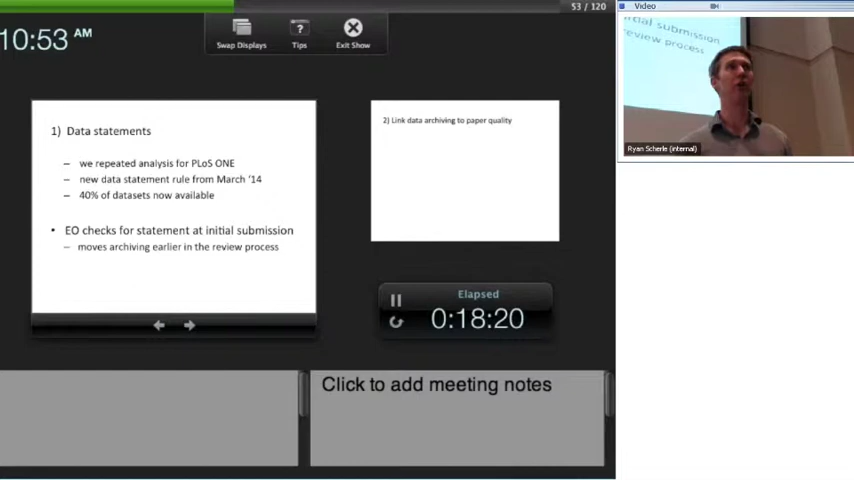 53 / 120
Video
10:53 AM
Swap Displays
Tips
Exit Show
initial submission
review process
Ryan Scherle (internal)
1) Data statements
– we repeated analysis for PLoS ONE
– new data statement rule from March '14
– 40% of datasets now available
• EO checks for statement at initial submission
– moves archiving earlier in the review process
2) Link data archiving to paper quality
Elapsed
0:18:20
Click to add meeting notes